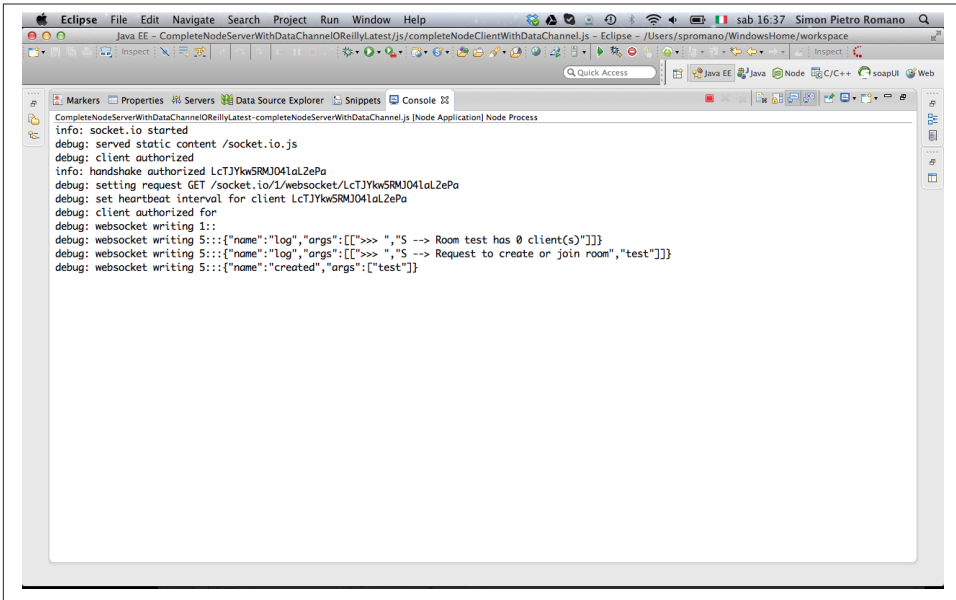 Eclipse File Edit Navigate Search Project Run Window Help sab 16:37 Simon Pietro Romano
Java EE – CompleteNodeServerWithDataChannelOReillyLatest/js/completeNodeClientWithDataChannel.js – Eclipse – /Users/spromano/WindowsHome/workspace
Inspect Inspect
Quick Access Java EE Java Node C/C++ soapUI Web
Markers Properties Servers Data Source Explorer Snippets Console
CompleteNodeServerWithDataChannelOReillyLatest-completeNodeServerWithDataChannel.js [Node Application] Node Process
info: socket.io started
debug: served static content /socket.io.js
debug: client authorized
info: handshake authorized LcTJYkw5RMJO4laL2ePa
debug: setting request GET /socket.io/1/websocket/LcTJYkw5RMJO4laL2ePa
debug: set heartbeat interval for client LcTJYkw5RMJO4laL2ePa
debug: client authorized for
debug: websocket writing 1::
debug: websocket writing 5:::{"name":"log","args":[[">>> ","S --> Room test has 0 client(s)"]]}
debug: websocket writing 5:::{"name":"log","args":[[">>> ","S --> Request to create or join room","test"]]}
debug: websocket writing 5:::{"name":"created","args":["test"]}